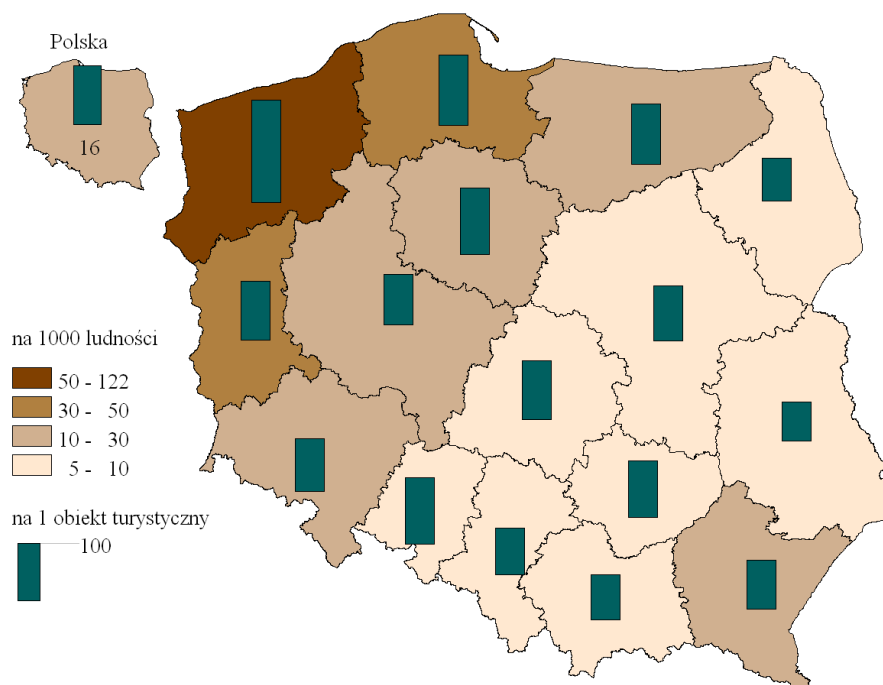 Polska
16
na 1000 ludności
50 - 122
30 - 50
10 - 30
5 - 10
na 1 obiekt turystyczny
100